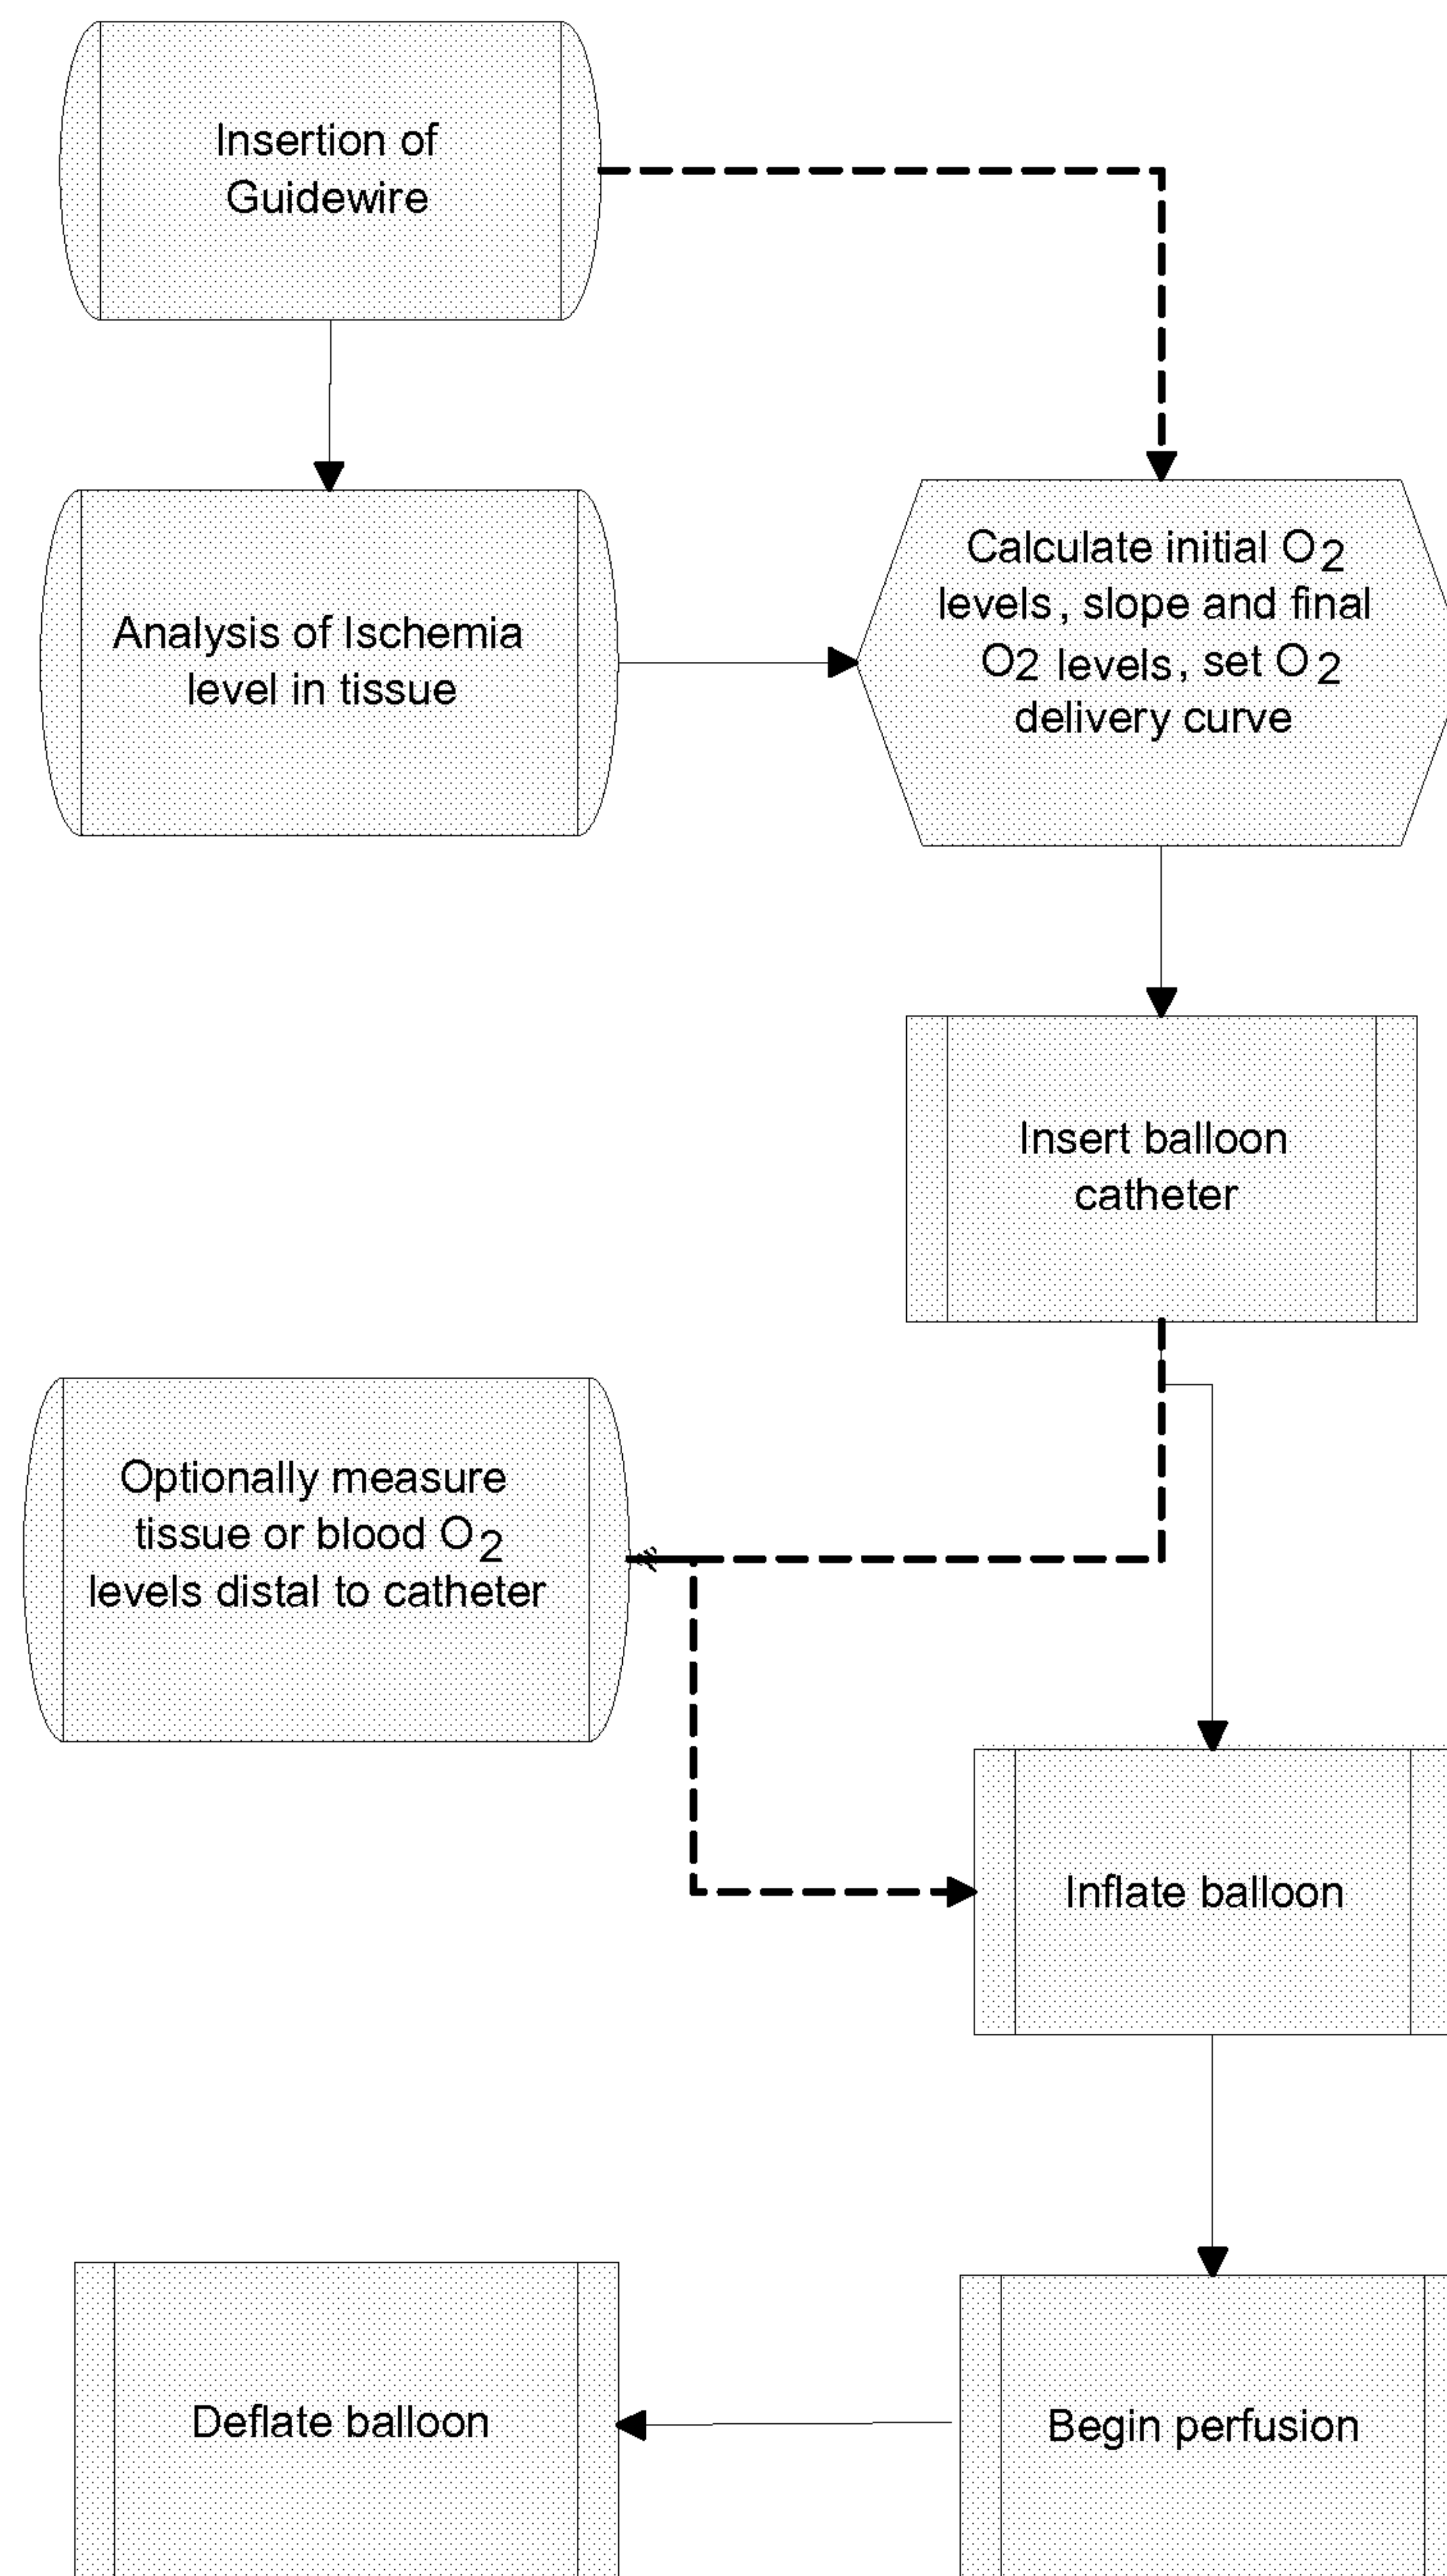 Insertion of
Guidewire
Analysis of Ischemia
level in tissue
Calculate initial O2
levels, slope and final
O2 levels, set O2
delivery curve
Insert balloon
catheter
Optionally measure
tissue or blood O2
levels distal to catheter
Inflate balloon
Deflate balloon
Begin perfusion